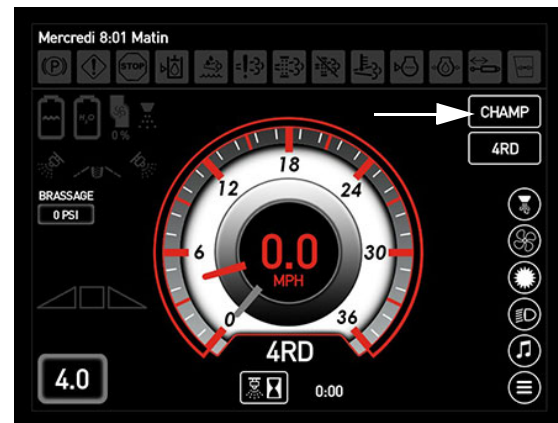 Mercredi 8:01 Matin
(P)
STOP
H₂O
0 %
CHAMP
4RD
BRASSAGE
0 PSI
18
12
24
6
30
0
36
0.0
MPH
4RD
4.0
0:00